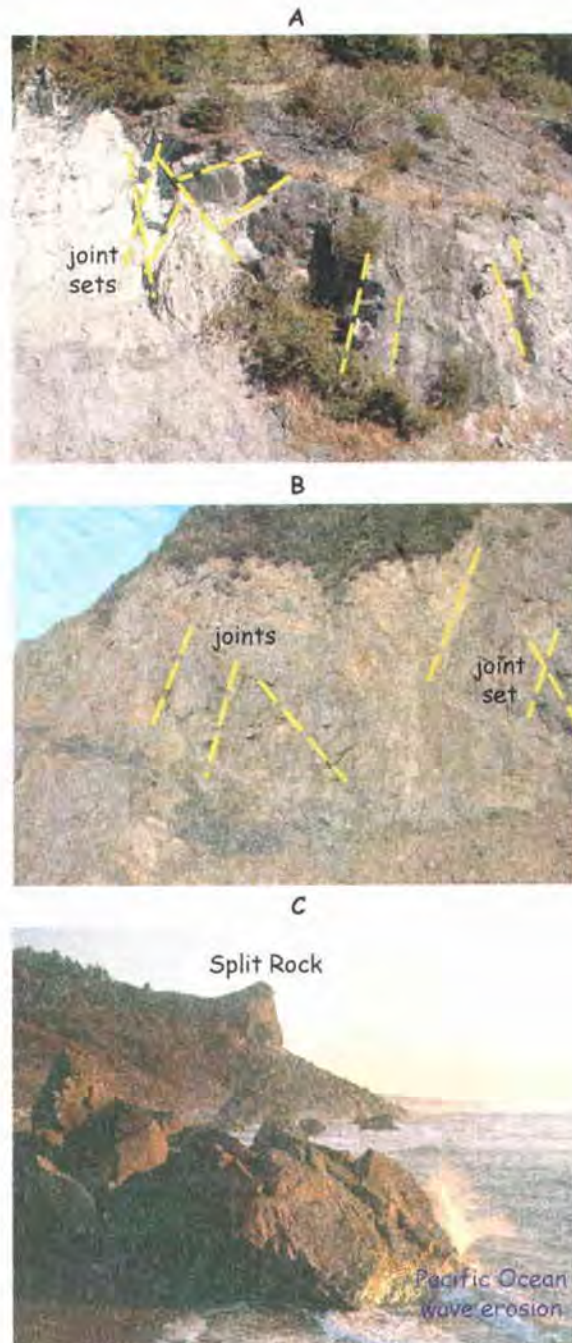 A
joint
sets
B
joints
joint
set
C
Split Rock
Pacific Ocean
wave erosion